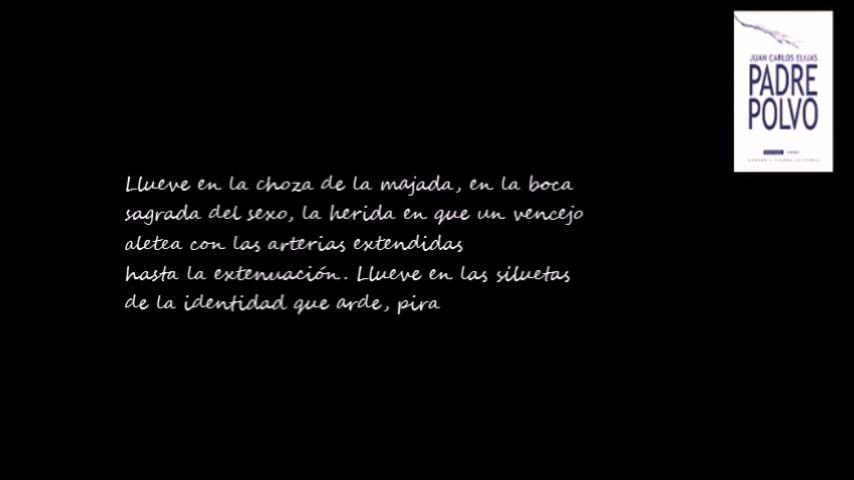 JUAN CARLOS ELIJAS
PADRE
POLVO
Llueve en la choza de la majada, en la boca
sagrada del sexo, la herida en que un vencejo
aletea con las arterias extendidas
hasta la extenuación. Llueve en las siluetas
de la identidad que arde, pira